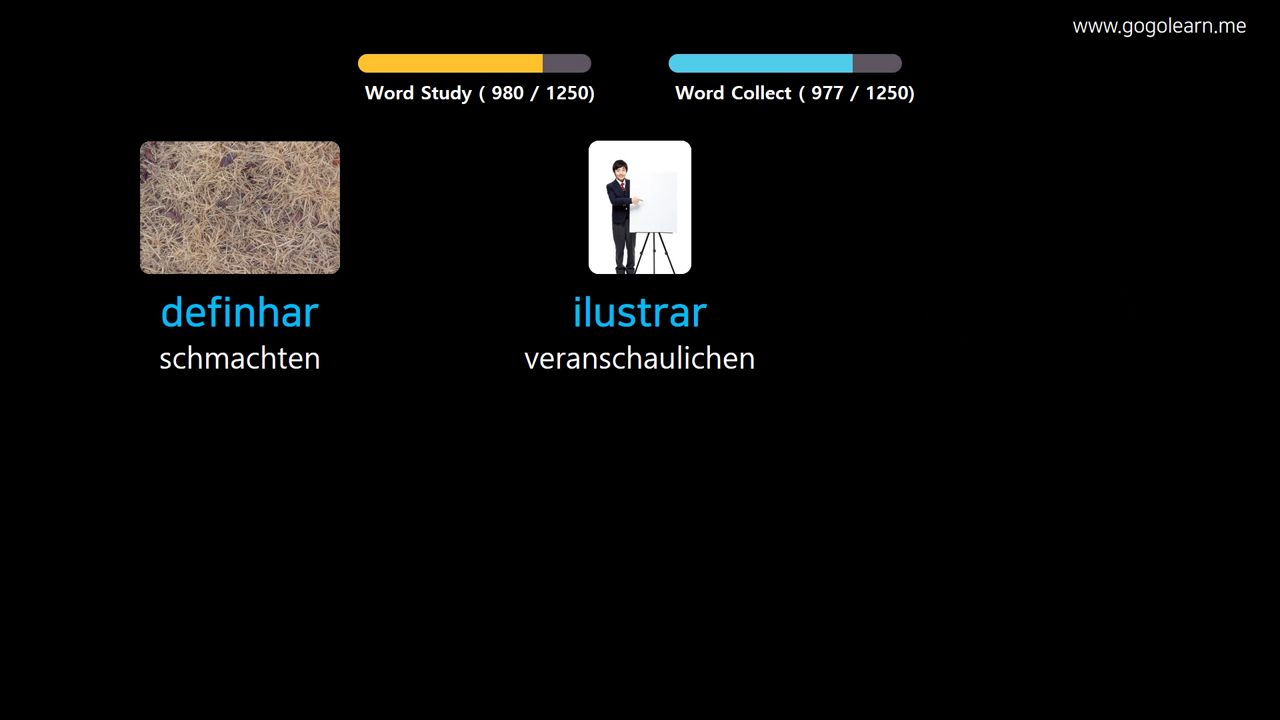 www.gogolearn.me
Word Study ( 980 / 1250)
Word Collect ( 977 / 1250)
definhar
schmachten
ilustrar
veranschaulichen